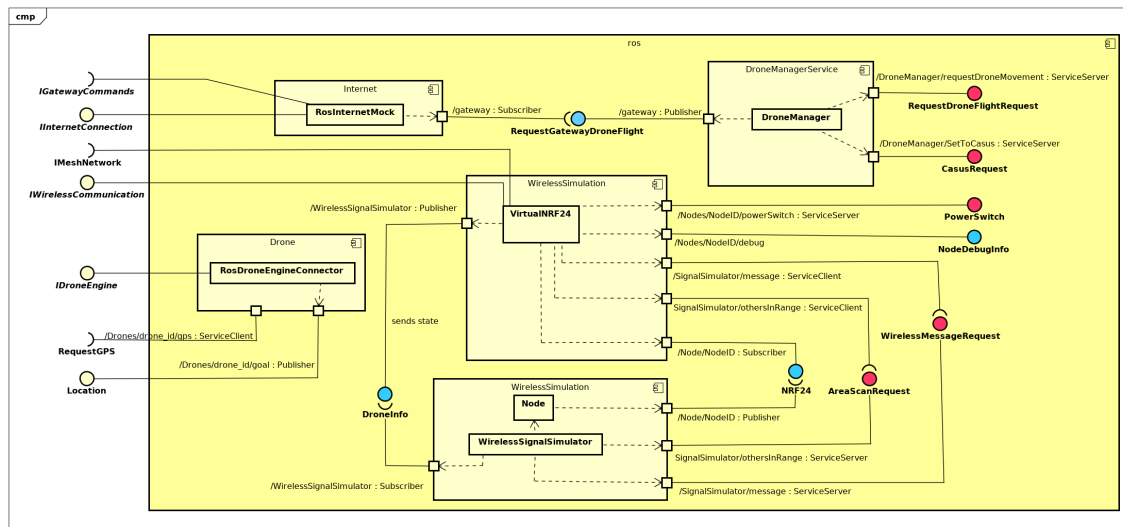 cmp
ros
IGatewayCommands
IInternetConnection
IMeshNetwork
IWirelessCommunication
IDroneEngine
RequestGPS
Location
Internet
RosInternetMock
/gateway : Subscriber
RequestGatewayDroneFlight
/gateway : Publisher
DroneManagerService
DroneManager
/DroneManager/requestDroneMovement : ServiceServer
RequestDroneFlightRequest
/DroneManager/SetToCasus : ServiceServer
CasusRequest
WirelessSimulation
VirtualNRF24
/WirelessSignalSimulator : Publisher
/Nodes/NodeID/powerSwitch : ServiceServer
PowerSwitch
/Nodes/NodeID/debug
NodeDebugInfo
/SignalSimulator/message : ServiceClient
SignalSimulator/othersInRange : ServiceClient
/Node/NodeID : Subscriber
Drone
RosDroneEngineConnector
/Drones/drone_id/gps : ServiceClient
/Drones/drone_id/goal : Publisher
sends state
DroneInfo
WirelessMessageRequest
NRF24
AreaScanRequest
WirelessSimulation
Node
WirelessSignalSimulator
/Node/NodeID : Publisher
SignalSimulator/othersInRange : ServiceServer
/SignalSimulator/message : ServiceServer
/WirelessSignalSimulator : Subscriber